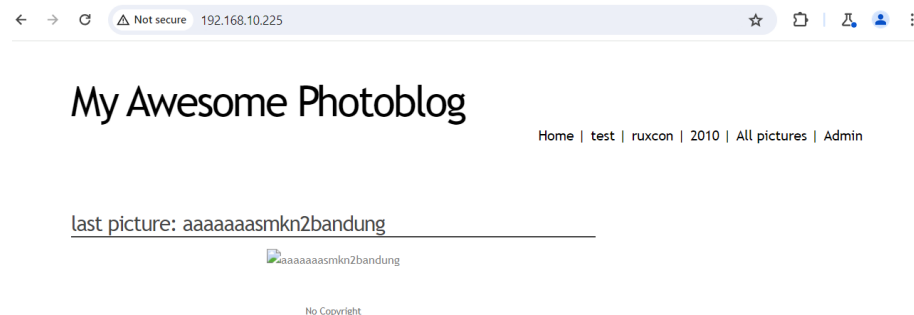 Not secure 192.168.10.225
My Awesome Photoblog
Home | test | ruxcon | 2010 | All pictures | Admin
last picture: aaaaaaasmkn2bandung
aaaaaaasmkn2bandung
No Copyright